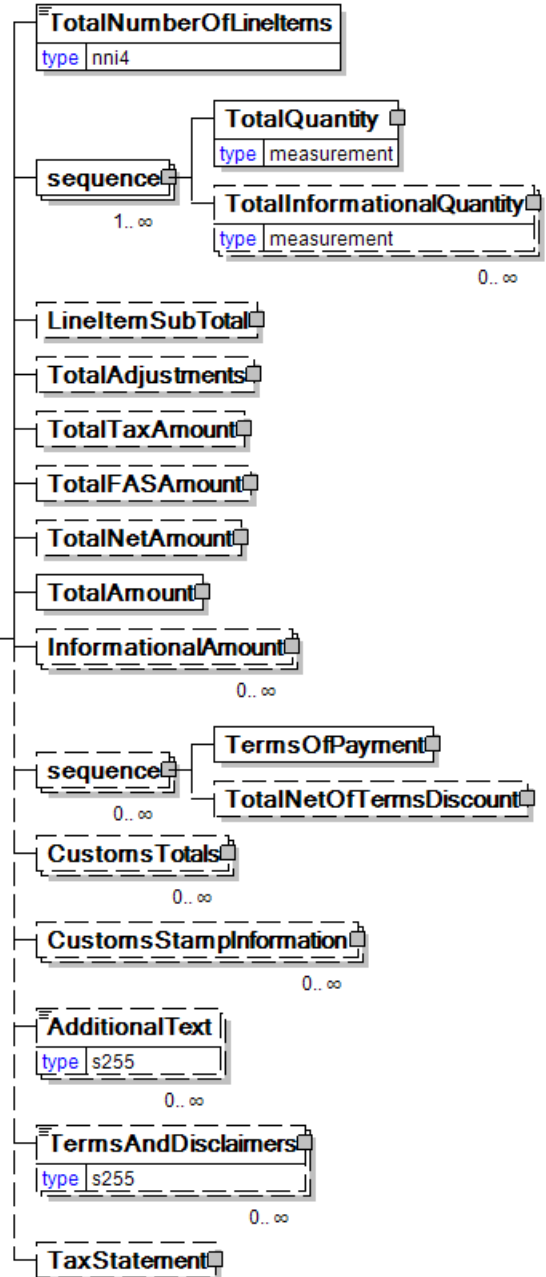 TotalNumberOfLineItems
type nni4
TotalQuantity
type measurement
sequence
1.. ∞
TotalInformationalQuantity
type measurement
0.. ∞
LineItemSubTotal
TotalAdjustments
TotalTaxAmount
TotalFASAmount
TotalNetAmount
TotalAmount
InformationalAmount
0.. ∞
TermsOfPayment
sequence
0.. ∞
TotalNetOfTermsDiscount
CustomsTotals
0.. ∞
CustomsStampInformation
0.. ∞
AdditionalText
type s255
0.. ∞
TermsAndDisclaimers
type s255
0.. ∞
TaxStatement